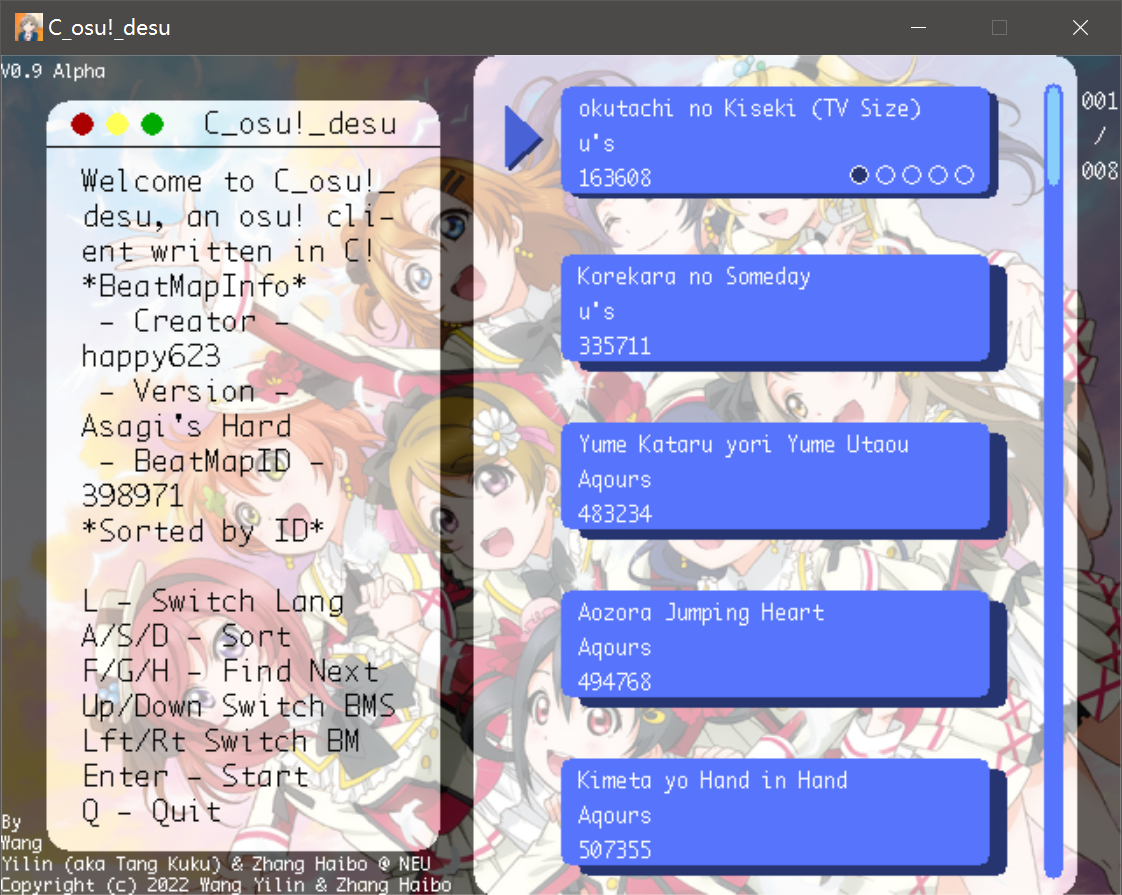 C_osu!_desu
V0.9 Alpha
C_osu!_desu
Welcome to C_osu!_
desu, an osu! cli-
ent written in C!
*BeatMapInfo*
- Creator -
happy623
- Version -
Asagi's Hard
- BeatMapID -
398971
*Sorted by ID*
L - Switch Lang
A/S/D - Sort
F/G/H - Find Next
Up/Down Switch BMS
Lft/Rt Switch BM
Enter - Start
Q - Quit
By
Wang
Yilin (aka Tang Kuku) & Zhang Haibo @ NEU
Copyright (c) 2022 Wang Yilin & Zhang Haibo
okutachi no Kiseki (TV Size)
u's
163608
Korekara no Someday
u's
335711
Yume Kataru yori Yume Utaou
Aqours
483234
Aozora Jumping Heart
Aqours
494768
Kimeta yo Hand in Hand
Aqours
507355
001
/
008